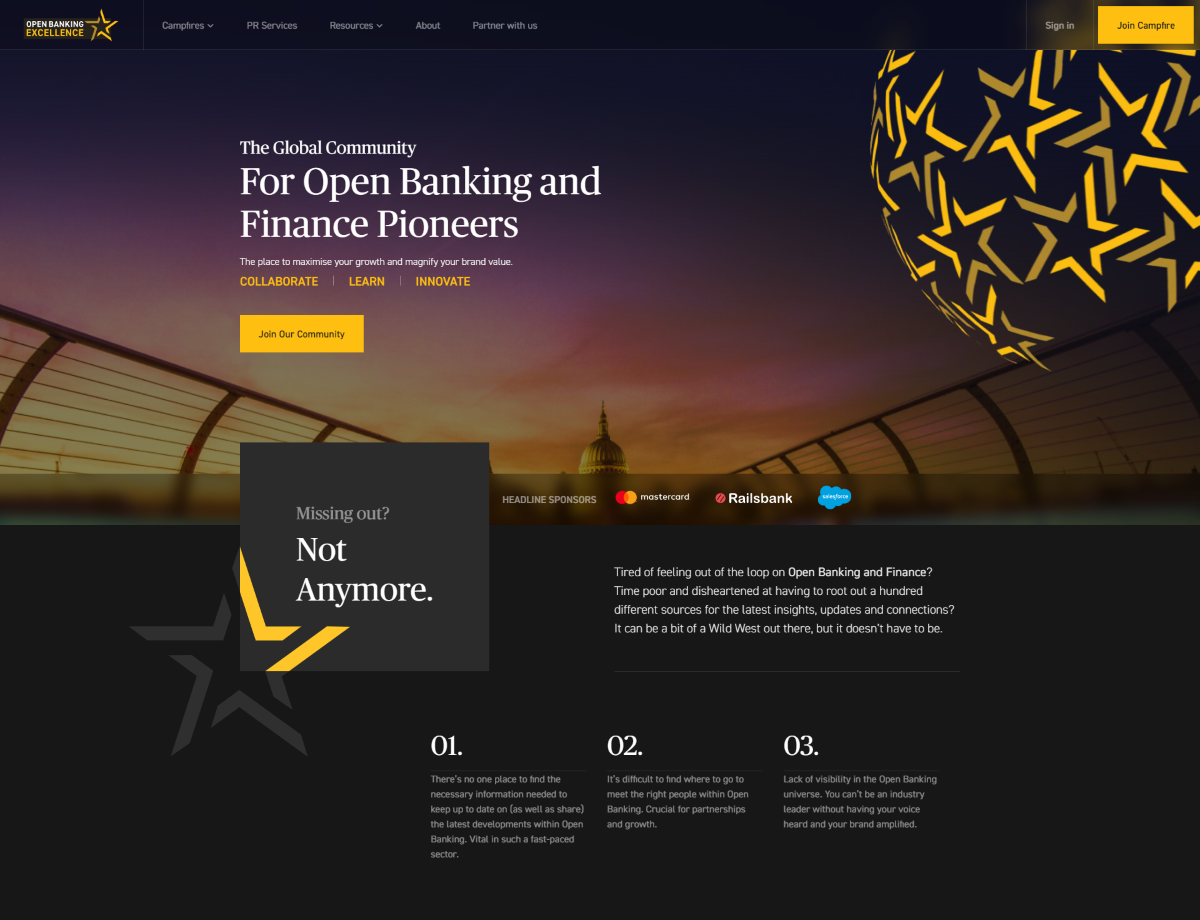 OPEN BANKING
EXCELLENCE
Campfires
PR Services
Resources
About
Partner with us
Sign in
Join Campfire
The Global Community
For Open Banking and
Finance Pioneers
The place to maximise your growth and magnify your brand value.
COLLABORATE | LEARN | INNOVATE
Join Our Community
HEADLINE SPONSORS
mastercard
Railsbank
salesforce
Missing out?
Not
Anymore.
Tired of feeling out of the loop on Open Banking and Finance?
Time poor and disheartened at having to root out a hundred
different sources for the latest insights, updates and connections?
It can be a bit of a Wild West out there, but it doesn't have to be.
01.
There's no one place to find the
necessary information needed to
keep up to date on (as well as share)
the latest developments within Open
Banking. Vital in such a fast-paced
sector.
02.
It's difficult to find where to go to
meet the right people within Open
Banking. Crucial for partnerships
and growth.
03.
Lack of visibility in the Open Banking
universe. You can't be an industry
leader without having your voice
heard and your brand amplified.